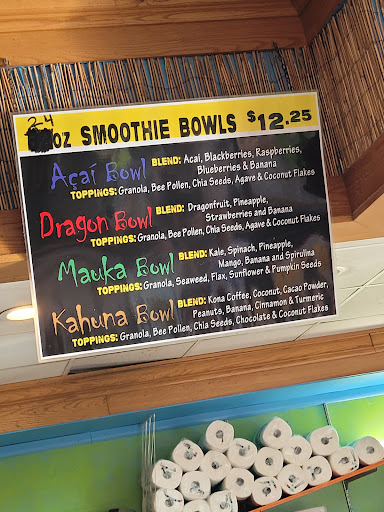 24 oz SMOOTHIE BOWLS $12.25
Açaí Bowl BLEND: Acai, Blackberries, Raspberries,
Blueberries & Banana
TOPPINGS: Granola, Bee Pollen, Chia Seeds, Agave & Coconut Flakes
Dragon Bowl BLEND: Dragonfruit, Pineapple,
Strawberries and Banana
TOPPINGS: Granola, Bee Pollen, Chia Seeds, Agave & Coconut Flakes
Mauka Bowl BLEND: Kale, Spinach, Pineapple,
Mango, Banana and Spirulina
TOPPINGS: Granola, Seaweed, Flax, Sunflower & Pumpkin Seeds
Kahuna Bowl BLEND: Kona Coffee, Coconut, Cacao Powder,
Peanuts, Banana, Cinnamon & Turmeric
TOPPINGS: Granola, Bee Pollen, Chia Seeds, Chocolate & Coconut Flakes